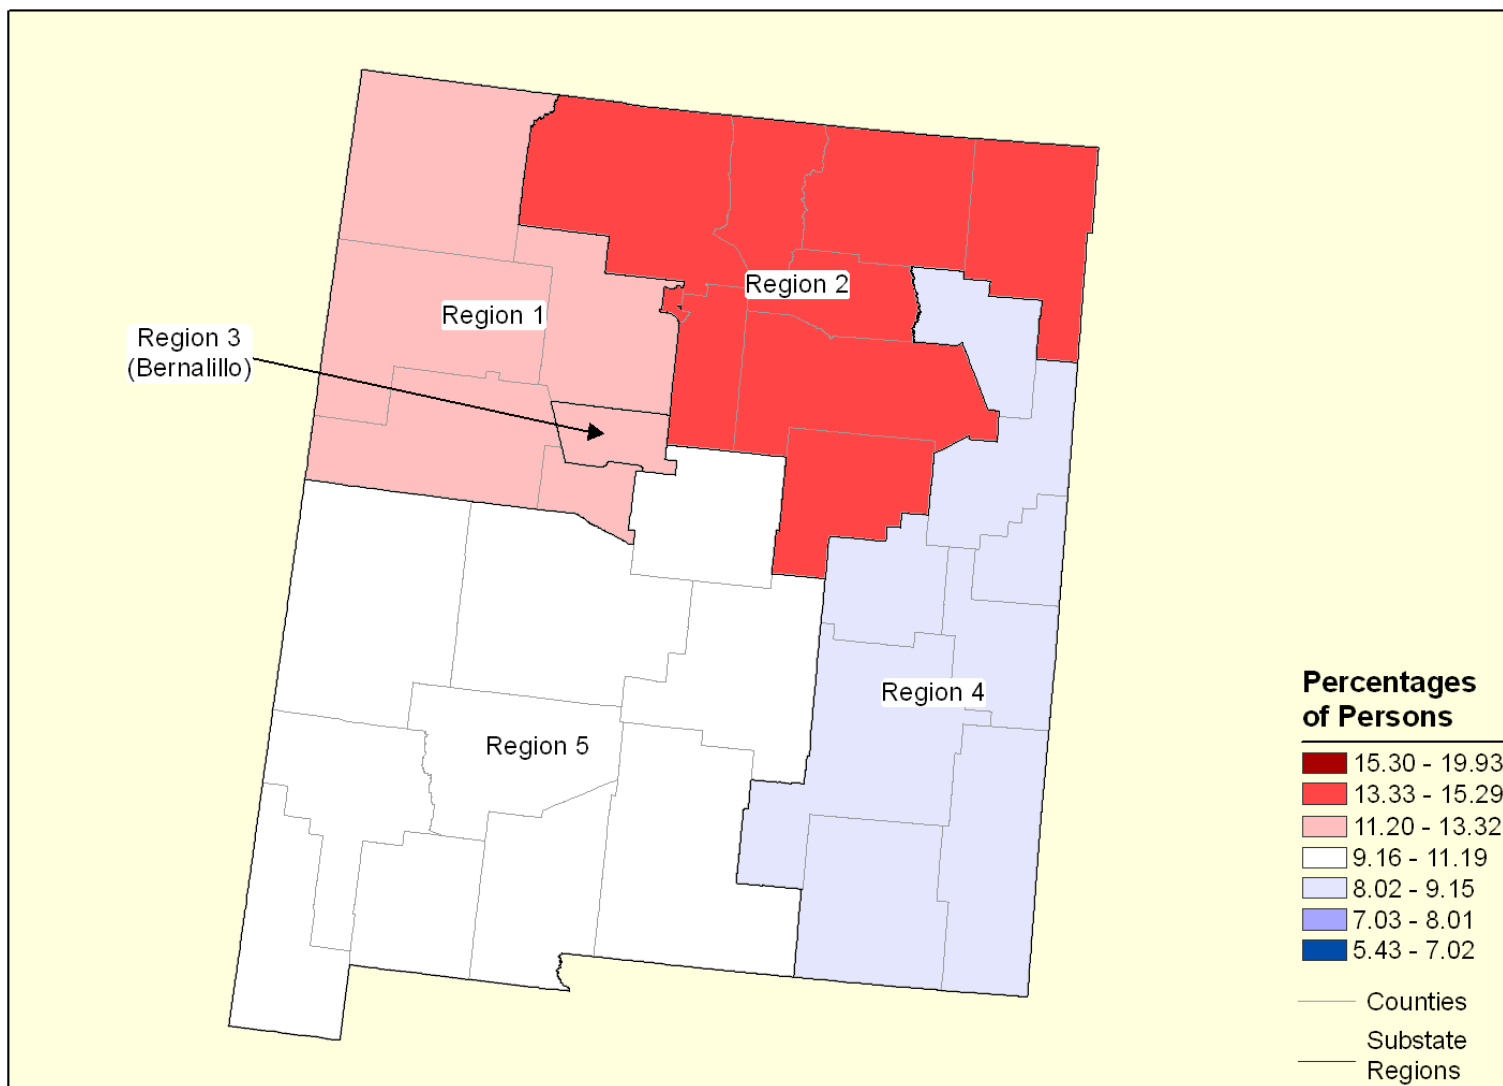 Region 2
Region 1
Region 3
(Bernalillo)
Region 4
Region 5
Percentages
of Persons
15.30 - 19.93
13.33 - 15.29
11.20 - 13.32
9.16 - 11.19
8.02 - 9.15
7.03 - 8.01
5.43 - 7.02
Counties
Substate
Regions